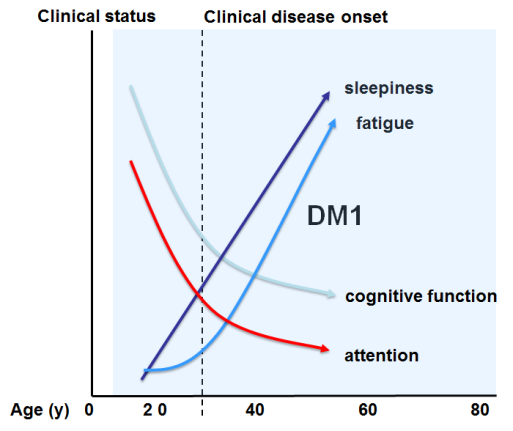 Clinical status
Clinical disease onset
sleepiness
fatigue
DM1
cognitive function
attention
Age (y) 0 2 0 40 60 80